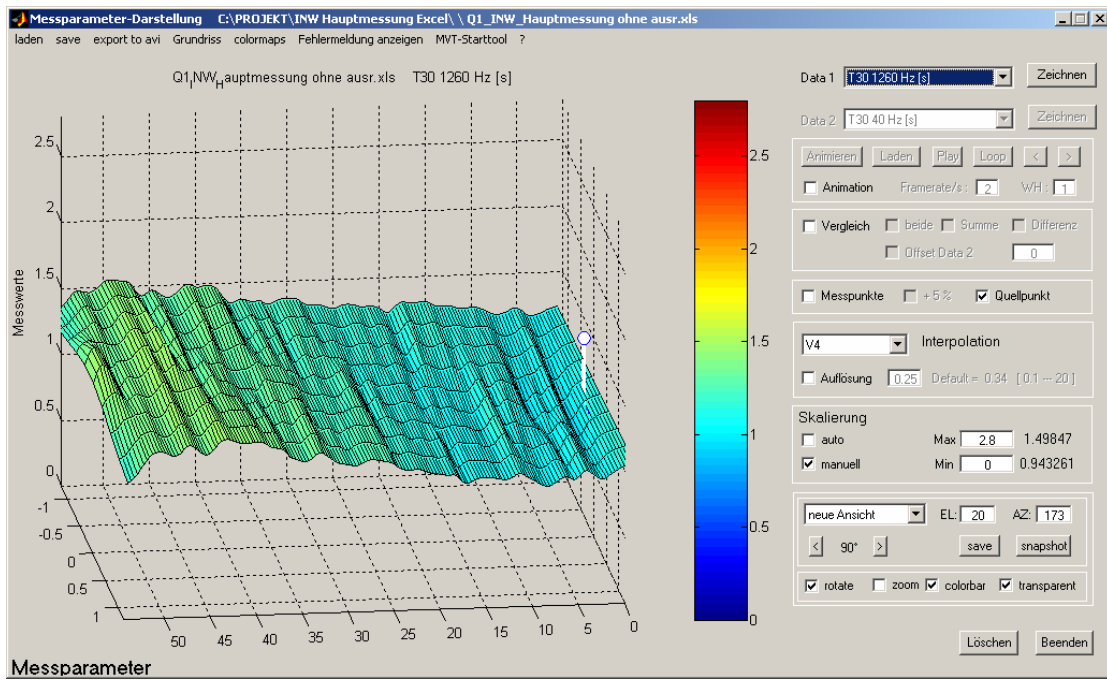 Messparameter-Darstellung C:\PROJEKT\INW Hauptmessung Excel\ \ Q1_INW_Hauptmessung ohne ausr.xls
laden save export to avi Grundriss colormaps Fehlermeldung anzeigen MVT-Starttool ?
Q1INWHauptmessung ohne ausr.xls T30 1260 Hz [s]
Messwerte
2.5
2
1.5
1
0.5
0
-1
-0.5
0
0.5
1
50 45 40 35 30 25 20 15 10 5 0
2.5
2
1.5
1
0.5
0
Data 1 T30 1260 Hz [s] Zeichnen
Data 2 T30 40 Hz [s] Zeichnen
Animieren Laden Play Loop < >
Animation Framerate/s : 2 WH : 1
Vergleich beide Summe Differenz
Offset Data 2 0
Messpunkte + 5 % Quellpunkt
V4 Interpolation
Auflösung 0.25 Default = 0.34 [ 0.1 --- 20 ]
Skalierung
auto Max 2.8 1.49847
manuell Min 0 0.943261
neue Ansicht EL: 20 AZ: 173
< 90° > save snapshot
rotate zoom colorbar transparent
Löschen Beenden
Messparameter